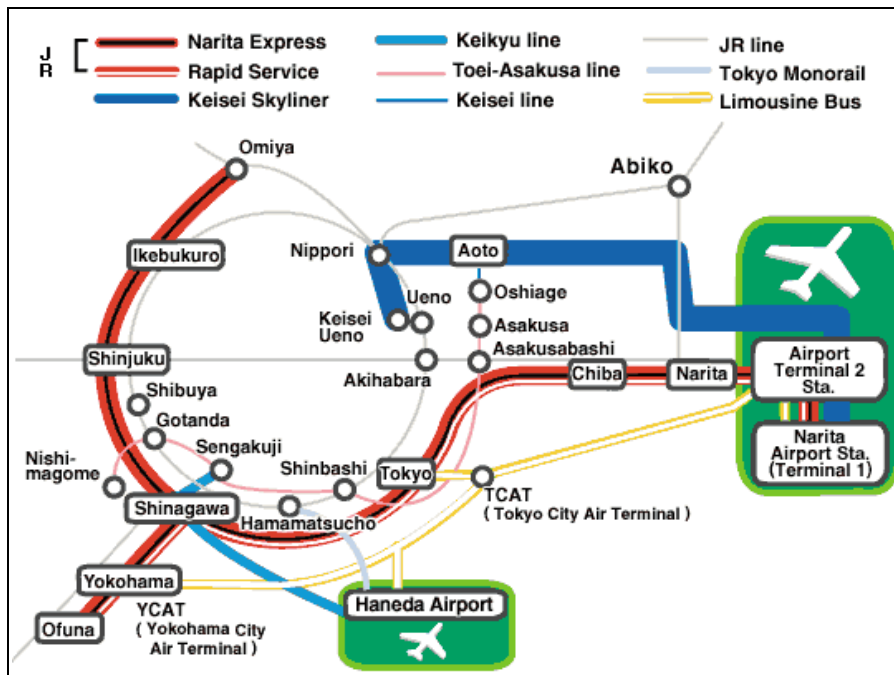 JR
Narita Express
Rapid Service
Keisei Skyliner
Keikyu line
Toei-Asakusa line
Keisei line
JR line
Tokyo Monorail
Limousine Bus
Omiya
Abiko
Ikebukuro
Nippori
Aoto
Oshiage
Keisei
Ueno
Ueno
Asakusa
Asakusabashi
Shinjuku
Akihabara
Chiba
Narita
Airport
Terminal 2
Sta.
Shibuya
Gotanda
Nishi-
magome
Sengakuji
Shinbashi
Tokyo
Narita
Airport Sta.
(Terminal 1)
Shinagawa
Hamamatsucho
TCAT
( Tokyo City Air Terminal )
Yokohama
Haneda Airport
Ofuna
YCAT
( Yokohama City
Air Terminal )